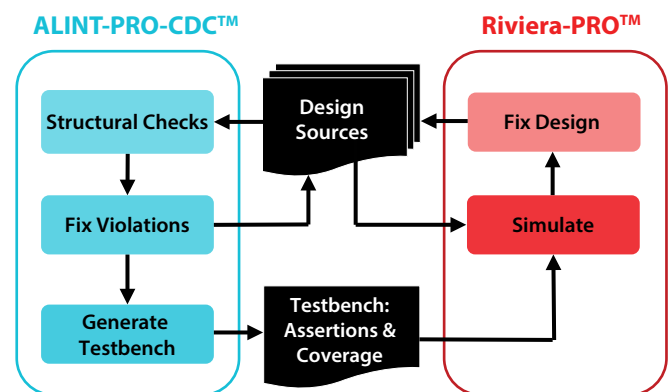 ALINT-PRO-CDC™
Riviera-PRO™
Structural Checks
Design
Sources
Fix Design
Fix Violations
Simulate
Generate
Testbench
Testbench:
Assertions &
Coverage